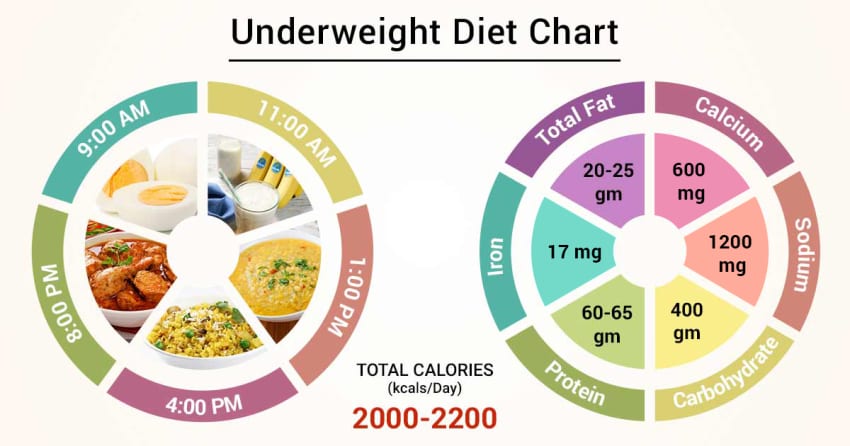 Underweight Diet Chart
9:00 AM
11:00 AM
1:00 PM
4:00 PM
8:00 PM
TOTAL CALORIES
(kcals/Day)
2000-2200
Total Fat
20-25
gm
Calcium
600
mg
Sodium
1200
mg
Carbohydrate
400
gm
Protein
60-65
gm
Iron
17 mg